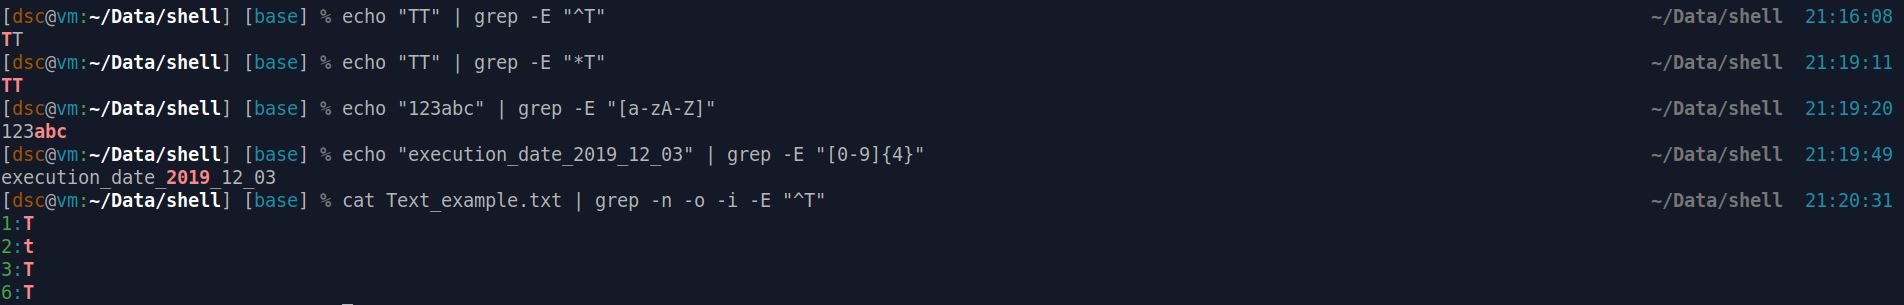 [dsc@vm:~/Data/shell] [base] % echo "TT" | grep -E "^T" ~/Data/shell 21:16:08
TT
[dsc@vm:~/Data/shell] [base] % echo "TT" | grep -E "*T" ~/Data/shell 21:19:11
TT
[dsc@vm:~/Data/shell] [base] % echo "123abc" | grep -E "[a-zA-Z]" ~/Data/shell 21:19:20
123abc
[dsc@vm:~/Data/shell] [base] % echo "execution_date_2019_12_03" | grep -E "[0-9]{4}" ~/Data/shell 21:19:49
execution_date_2019_12_03
[dsc@vm:~/Data/shell] [base] % cat Text_example.txt | grep -n -o -i -E "^T" ~/Data/shell 21:20:31
1:T
2:t
3:T
6:T